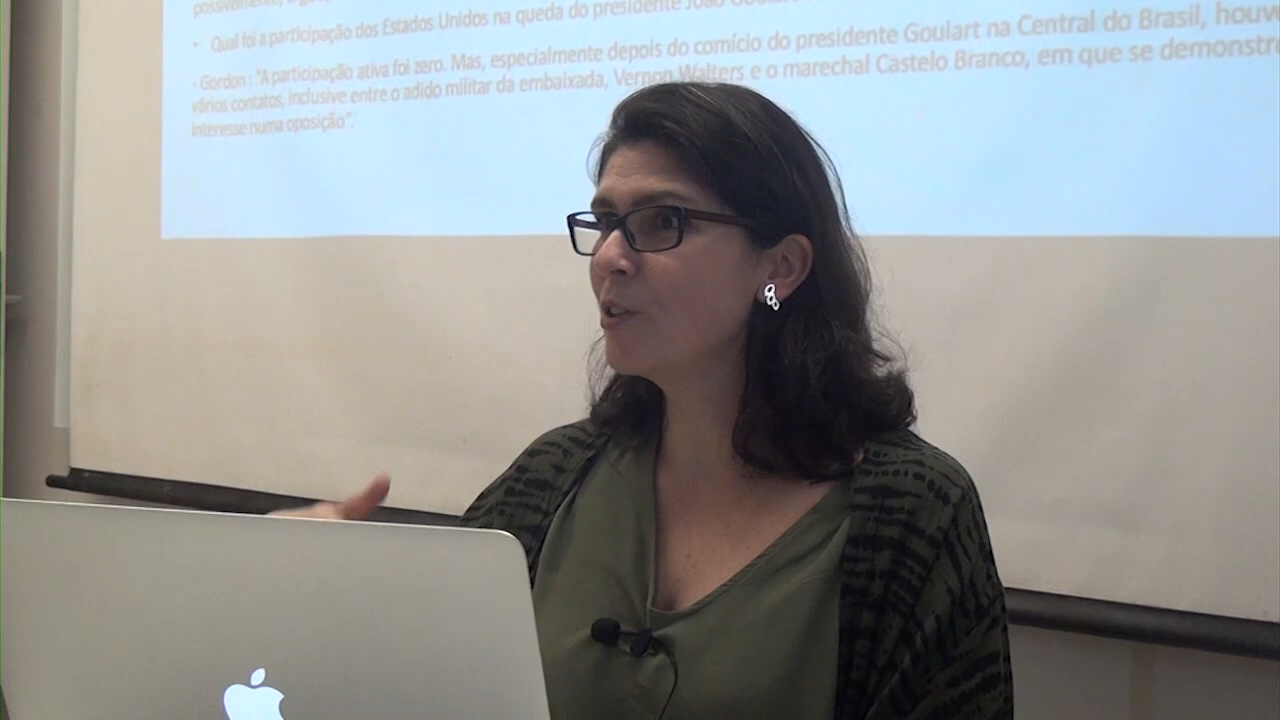 possivelmente,
• Qual foi a participação dos Estados Unidos na queda do presidente João Goulart
- Gordon : "A participação ativa foi zero. Mas, especialmente depois do comício do presidente Goulart na Central do Brasil, houv
vários contatos, inclusive entre o adido militar da embaixada, Vernon Walters e o marechal Castelo Branco, em que se demonstr
interesse numa oposição".